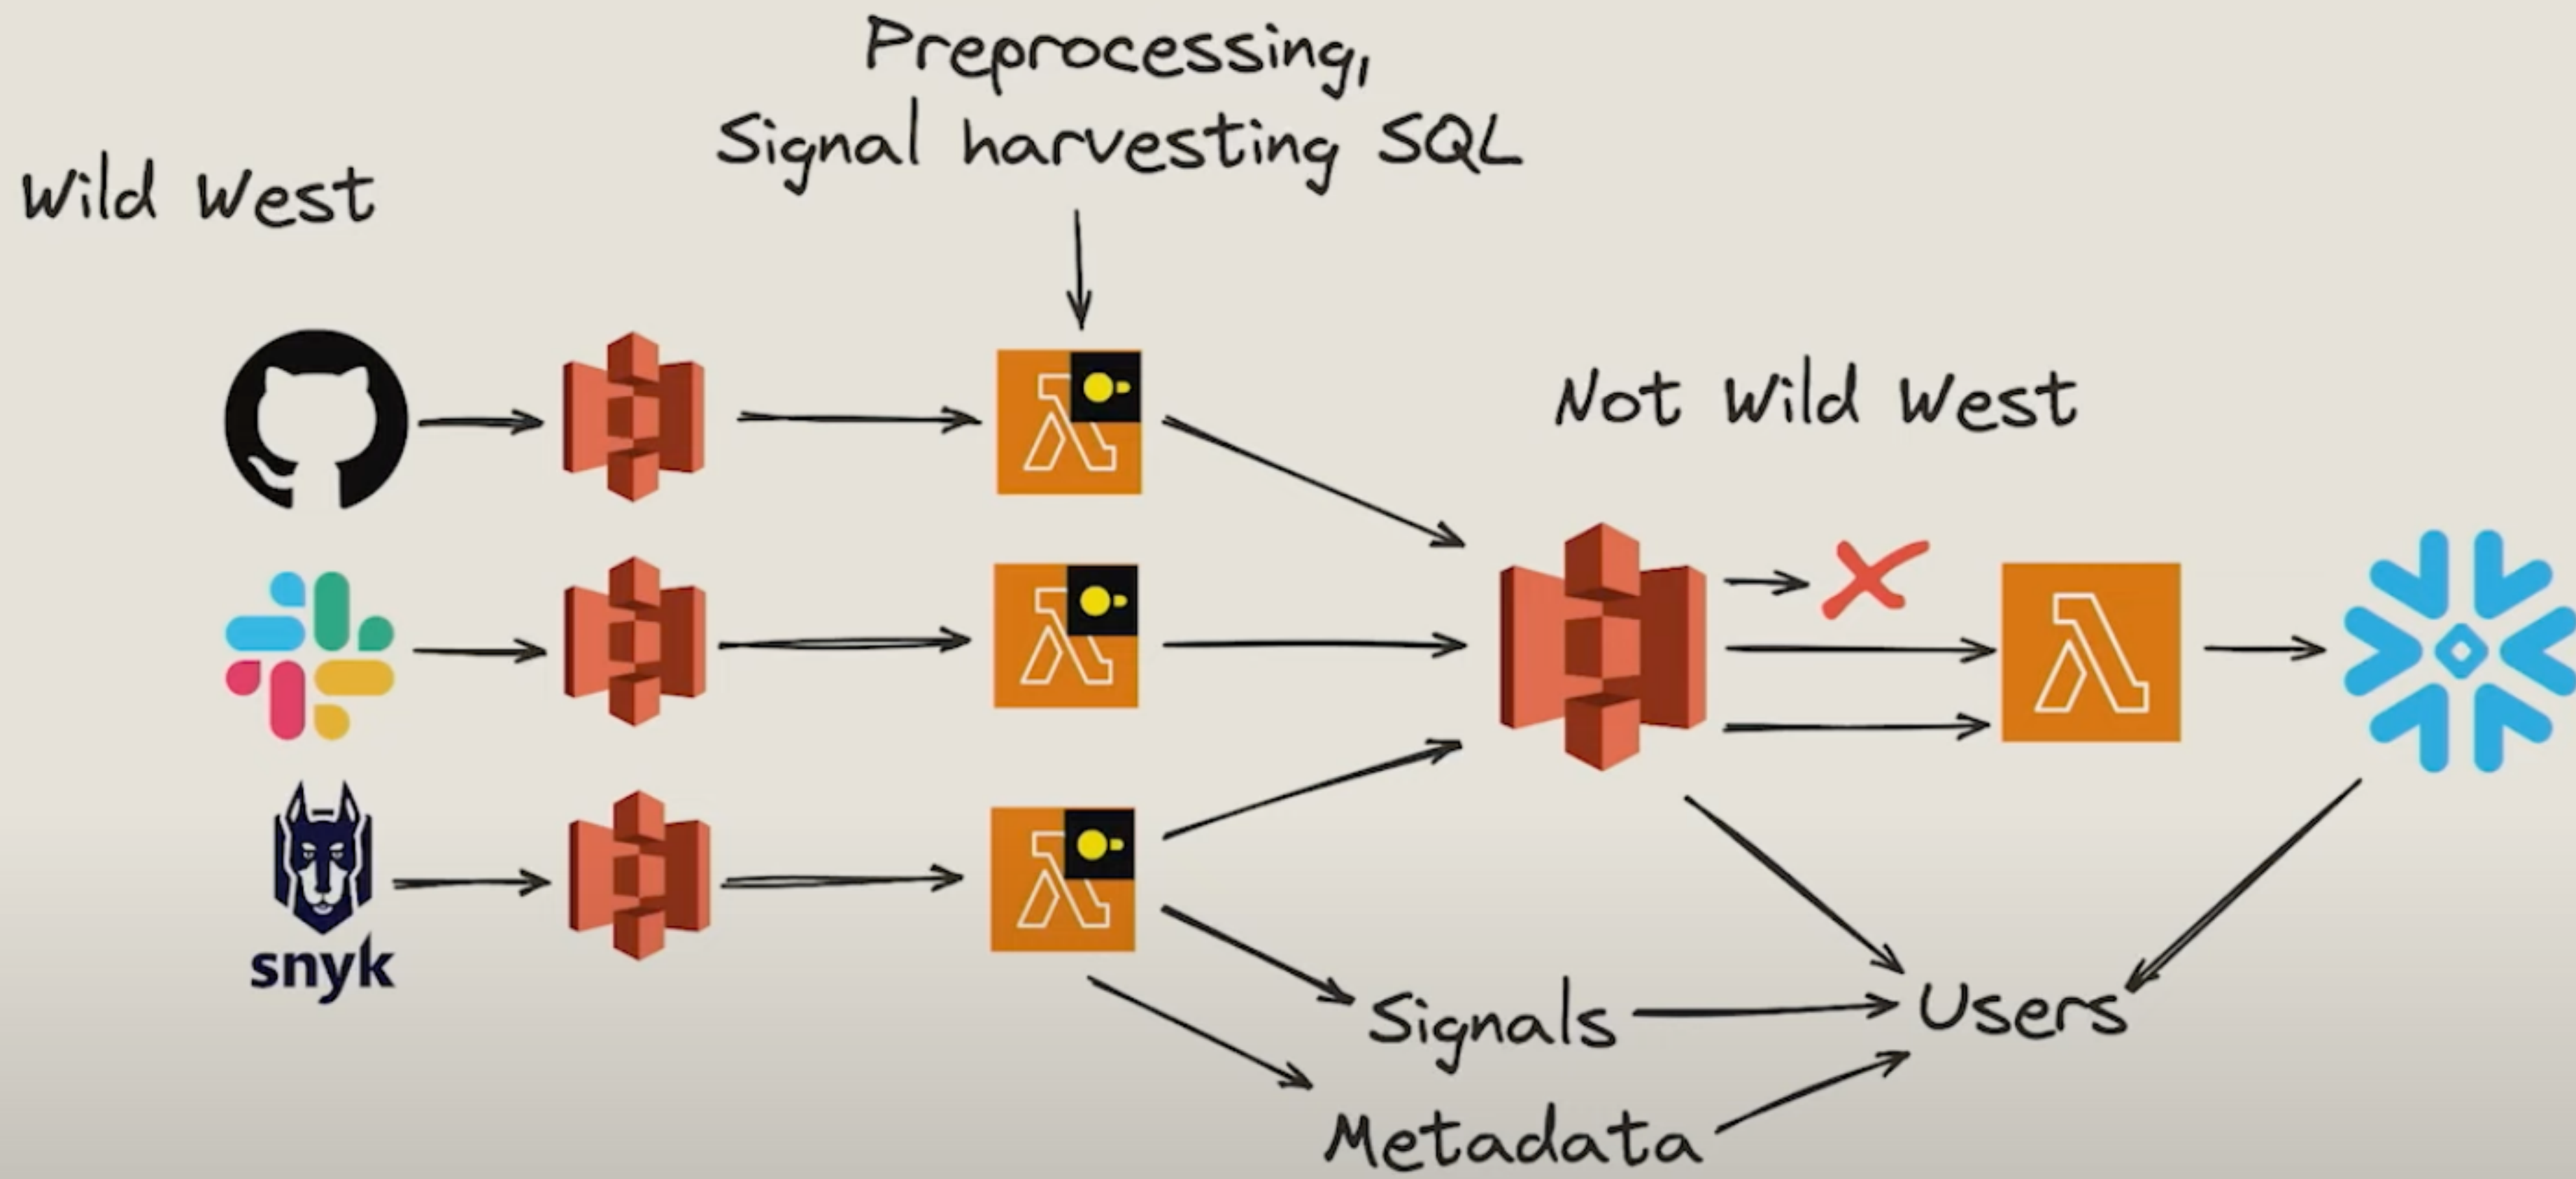 Preprocessing,
Signal harvesting SQL
Wild West
Not Wild West
snyk
Signals
Users
Metadata